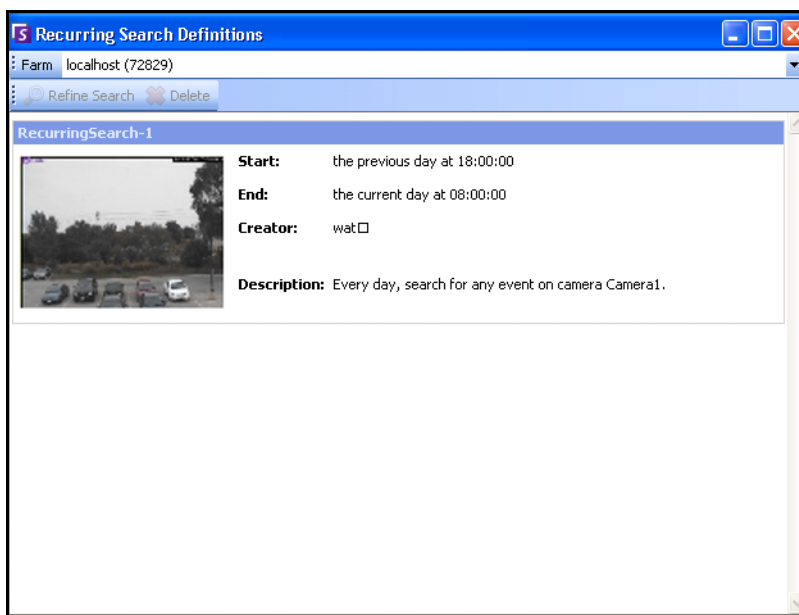 Recurring Search Definitions
Farm localhost (72829)
Refine Search Delete
RecurringSearch-1
Start: the previous day at 18:00:00
End: the current day at 08:00:00
Creator: wat□
Description: Every day, search for any event on camera Camera1.